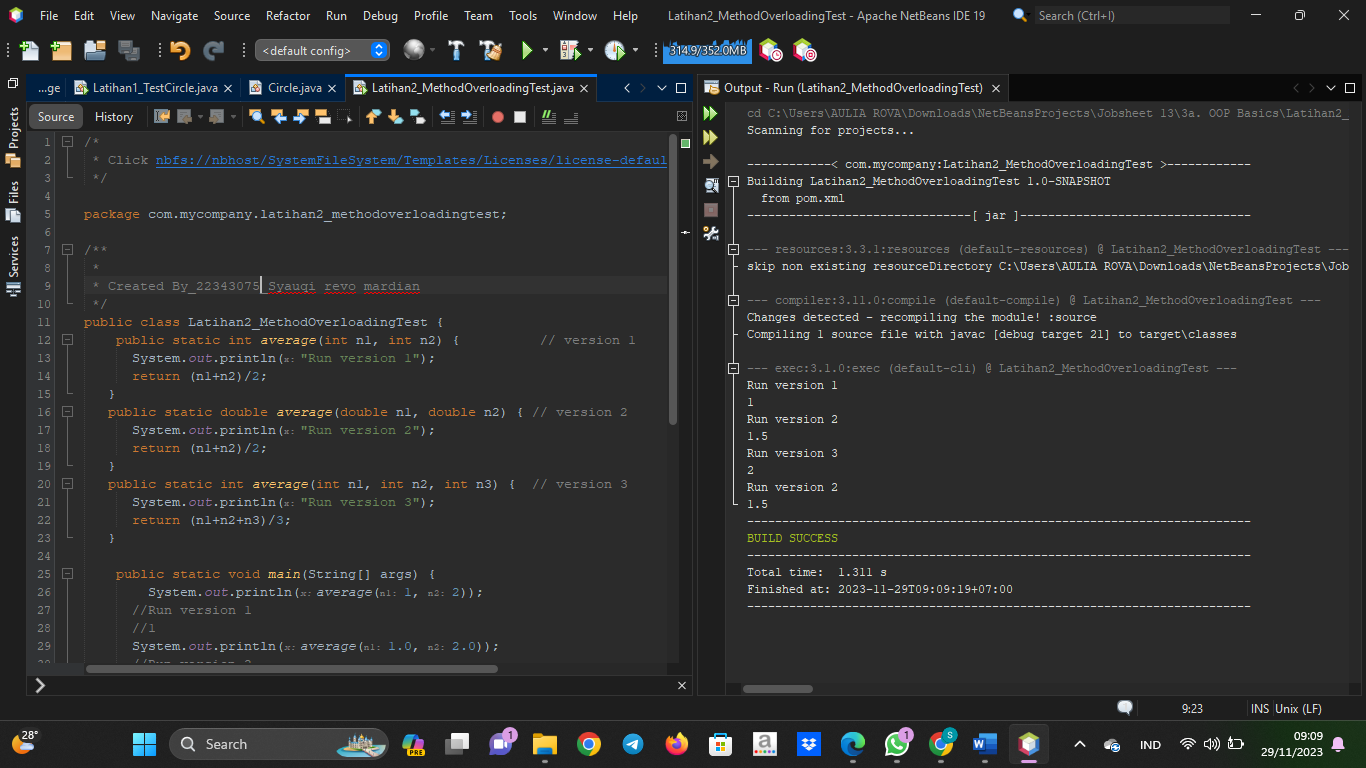 File Edit View Navigate Source Refactor Run Debug Profile Team Tools Window Help
Latihan2_MethodOverloadingTest - Apache NetBeans IDE 19
Search (Ctrl+I)
<default config>
314.9/352.0MB
...ge
Latihan1_TestCircle.java
Circle.java
Latihan2_MethodOverloadingTest.java
Source History
Projects
Files
Services
1 /*
2 * Click nbfs://nbhost/SystemFileSystem/Templates/Licenses/license-defaul
3 */
4
5 package com.mycompany.latihan2_methodoverloadingtest;
6
7 /**
8 *
9 * Created By_22343075_Syauqi revo mardian
10 */
11 public class Latihan2_MethodOverloadingTest {
12 public static int average(int n1, int n2) { // version 1
13 System.out.println(x: "Run version 1");
14 return (n1+n2)/2;
15 }
16 public static double average(double n1, double n2) { // version 2
17 System.out.println(x: "Run version 2");
18 return (n1+n2)/2;
19 }
20 public static int average(int n1, int n2, int n3) { // version 3
21 System.out.println(x: "Run version 3");
22 return (n1+n2+n3)/3;
23 }
24
25 public static void main(String[] args) {
26 System.out.println(x: average(n1: 1, n2: 2));
27 //Run version 1
28 //1
29 System.out.println(x: average(n1: 1.0, n2: 2.0));
Output - Run (Latihan2_MethodOverloadingTest)
cd C:\Users\AULIA ROVA\Downloads\NetBeansProjects\Jobsheet 13\3a. OOP Basics\Latihan2_
Scanning for projects...
------------< com.mycompany:Latihan2_MethodOverloadingTest >------------
Building Latihan2_MethodOverloadingTest 1.0-SNAPSHOT
from pom.xml
--------------------------------[ jar ]---------------------------------
--- resources:3.3.1:resources (default-resources) @ Latihan2_MethodOverloadingTest ---
skip non existing resourceDirectory C:\Users\AULIA ROVA\Downloads\NetBeansProjects\Job
--- compiler:3.11.0:compile (default-compile) @ Latihan2_MethodOverloadingTest ---
Changes detected - recompiling the module! :source
Compiling 1 source file with javac [debug target 21] to target\classes
--- exec:3.1.0:exec (default-cli) @ Latihan2_MethodOverloadingTest ---
Run version 1
1
Run version 2
1.5
Run version 3
2
Run version 2
1.5
------------------------------------------------------------------------
BUILD SUCCESS
------------------------------------------------------------------------
Total time:  1.311 s
Finished at: 2023-11-29T09:09:19+07:00
------------------------------------------------------------------------
9:23
INS
Unix (LF)
28°
Search
PRE
1
a
1
S
W
IND
09:09
29/11/2023